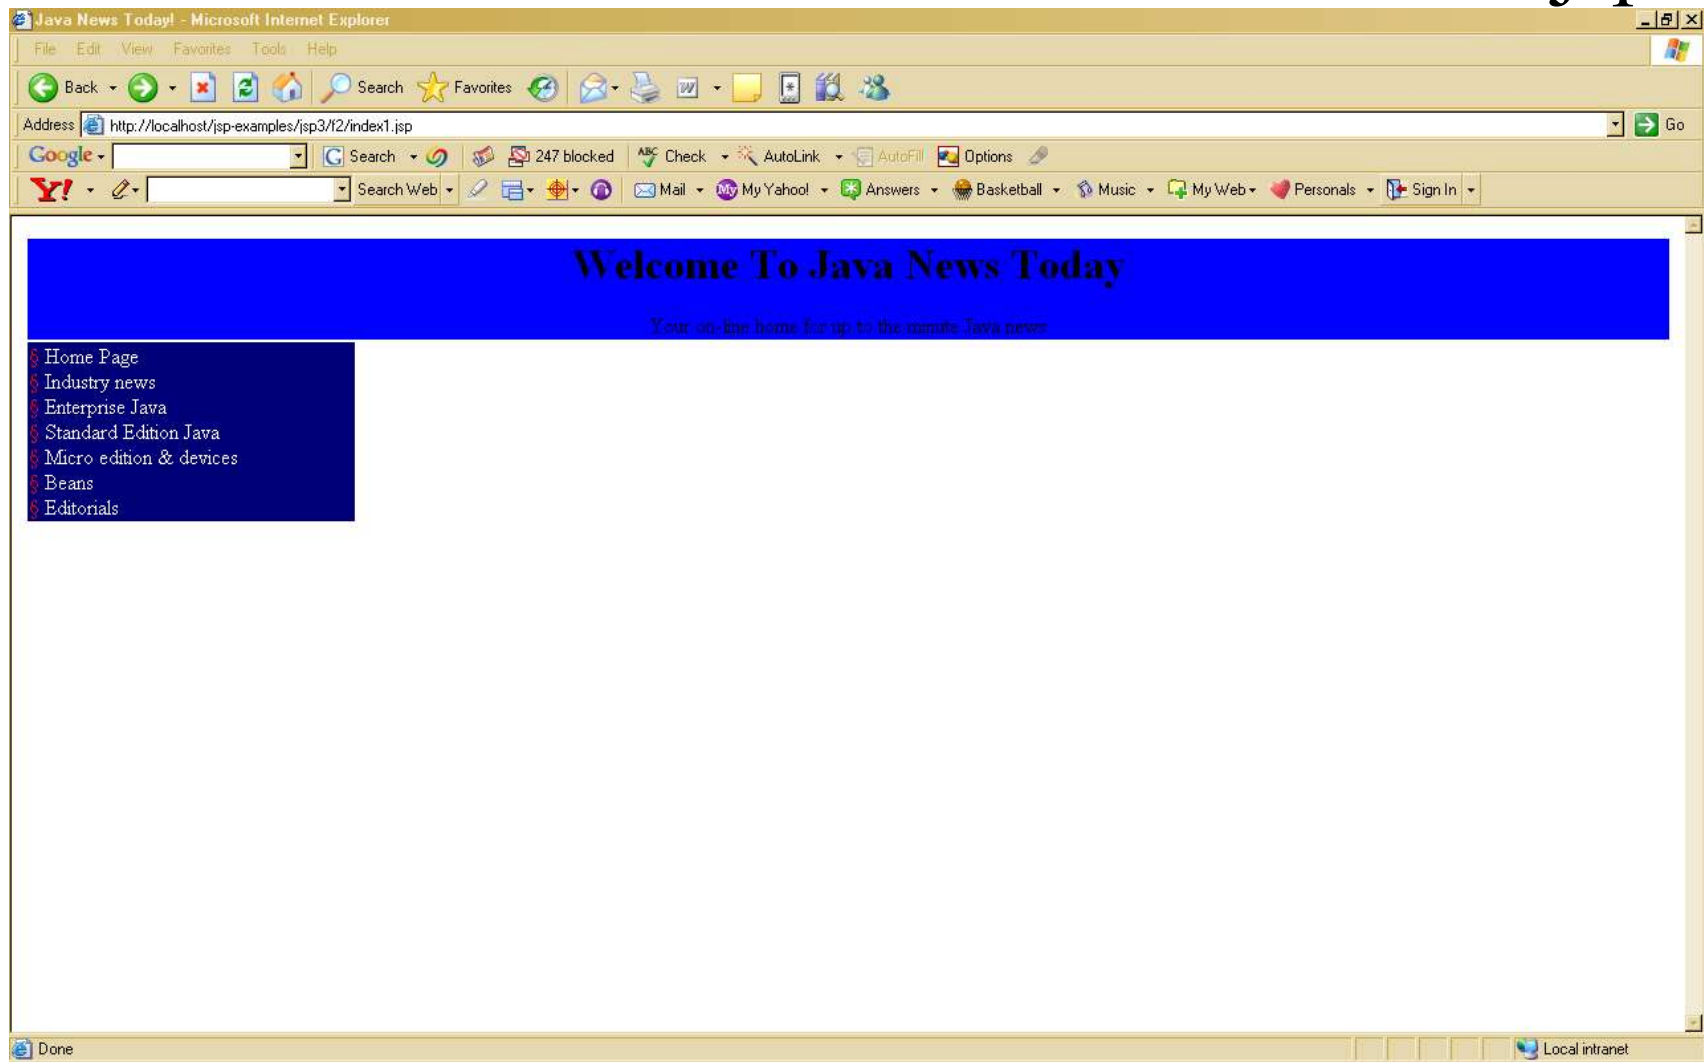 Java News Today! - Microsoft Internet Explorer
File Edit View Favorites Tools Help
Back Search Favorites
Address http://localhost/jsp-examples/jsp3/f2/index1.jsp Go
Google Search 247 blocked Check AutoLink AutoFill Options
Y! Search Web Mail My Yahoo! Answers Basketball Music My Web Personals Sign In
Welcome To Java News Today
Your on-line home for up to the minute Java news
§ Home Page
§ Industry news
§ Enterprise Java
§ Standard Edition Java
§ Micro edition & devices
§ Beans
§ Editorials
Done Local intranet